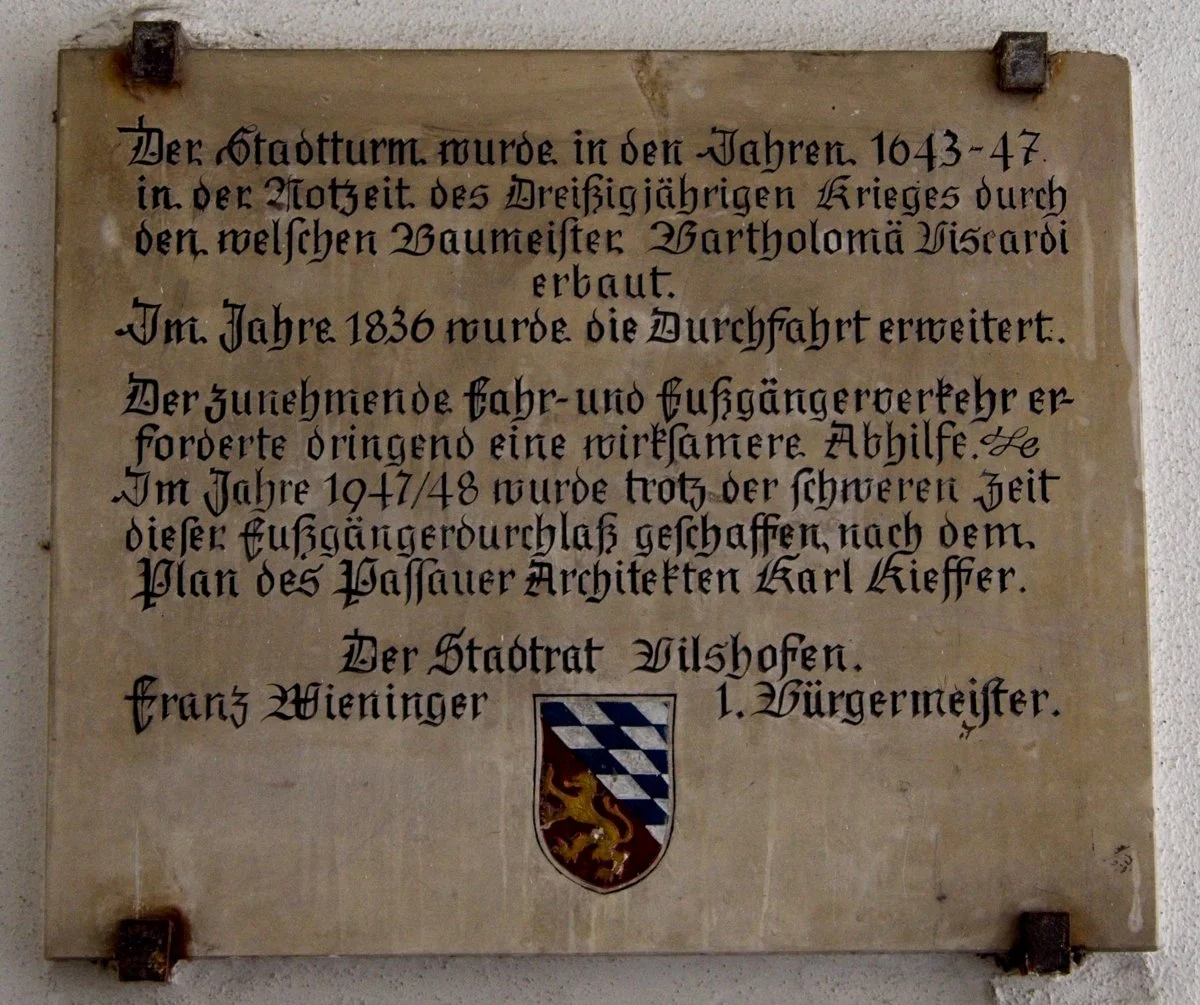 Der Stadtturm wurde in den Jahren 1643-47
in der Notzeit des Dreißigjährigen Krieges durch
den welschen Baumeister Bartholomä Viscardi
erbaut.
Im Jahre 1836 wurde die Durchfahrt erweitert.
Der zunehmende Fahr- und Fußgängerverkehr er-
forderte dringend eine wirksamere Abhilfe.
Im Jahre 1947/48 wurde trotz der schweren Zeit
dieser Fußgängerdurchlaß geschaffen, nach dem
Plan des Passauer Architekten Karl Kieffer.
Der Stadtrat Vilshofen.
Franz Wieninger 1. Bürgermeister.